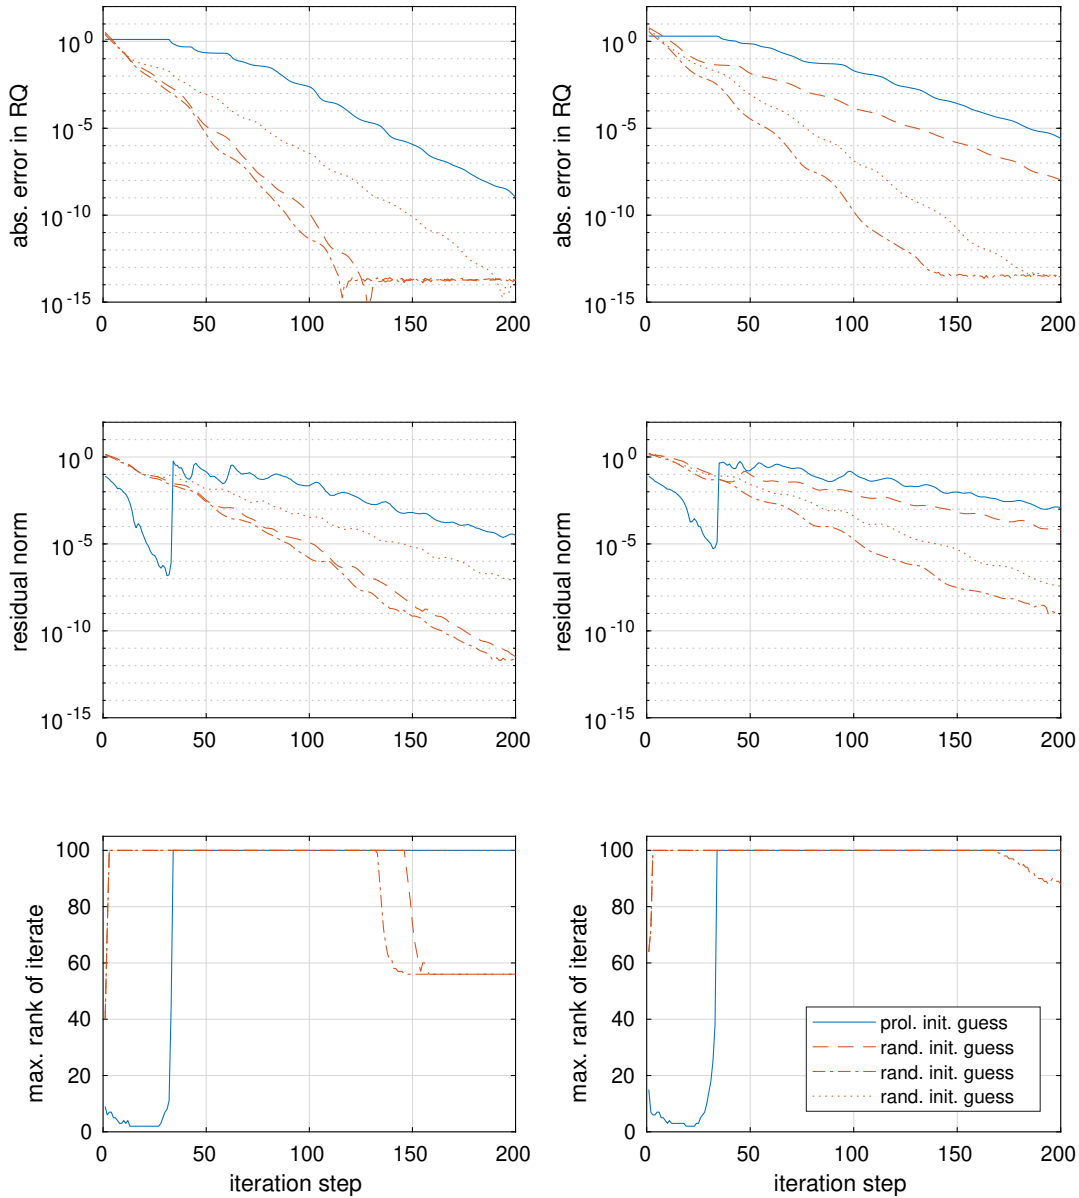 10^0
10^-5
10^-10
10^-15
abs. error in RQ
0 50 100 150 200
10^0
10^-5
10^-10
10^-15
abs. error in RQ
0 50 100 150 200
10^0
10^-5
10^-10
10^-15
residual norm
0 50 100 150 200
10^0
10^-5
10^-10
10^-15
residual norm
0 50 100 150 200
100
80
60
40
20
0
max. rank of iterate
0 50 100 150 200
iteration step
100
80
60
40
20
0
max. rank of iterate
prol. init. guess
rand. init. guess
rand. init. guess
rand. init. guess
0 50 100 150 200
iteration step